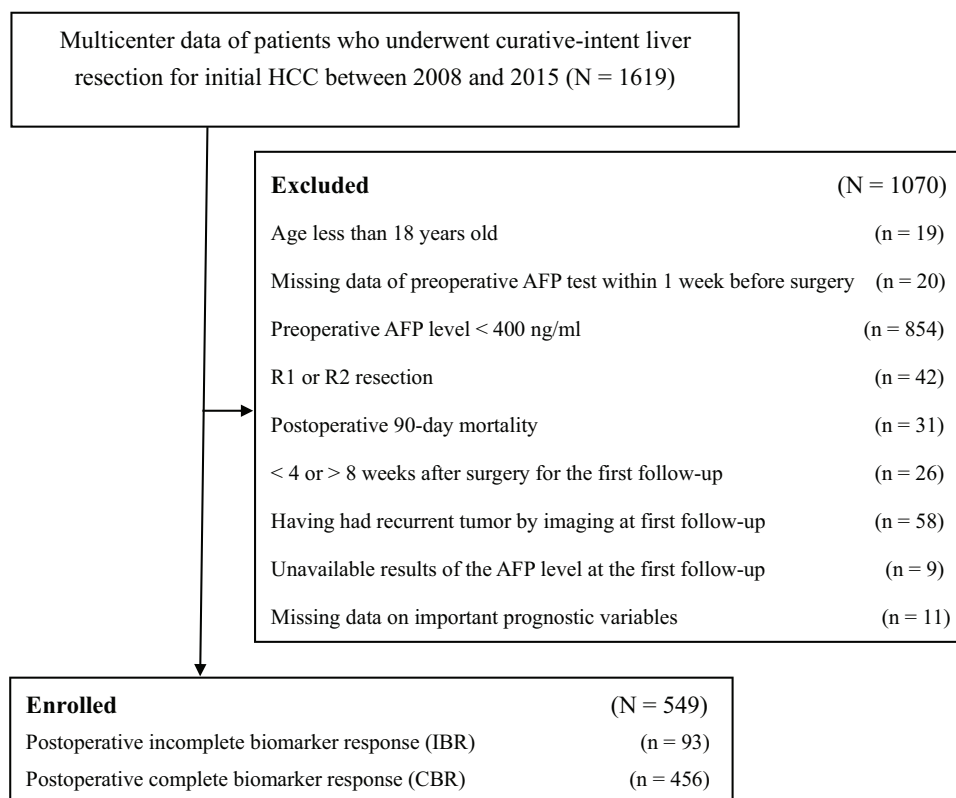 Multicenter data of patients who underwent curative-intent liver
resection for initial HCC between 2008 and 2015 (N = 1619)
Excluded (N = 1070)
Age less than 18 years old (n = 19)
Missing data of preoperative AFP test within 1 week before surgery (n = 20)
Preoperative AFP level < 400 ng/ml (n = 854)
R1 or R2 resection (n = 42)
Postoperative 90-day mortality (n = 31)
< 4 or > 8 weeks after surgery for the first follow-up (n = 26)
Having had recurrent tumor by imaging at first follow-up (n = 58)
Unavailable results of the AFP level at the first follow-up (n = 9)
Missing data on important prognostic variables (n = 11)
Enrolled (N = 549)
Postoperative incomplete biomarker response (IBR) (n = 93)
Postoperative complete biomarker response (CBR) (n = 456)